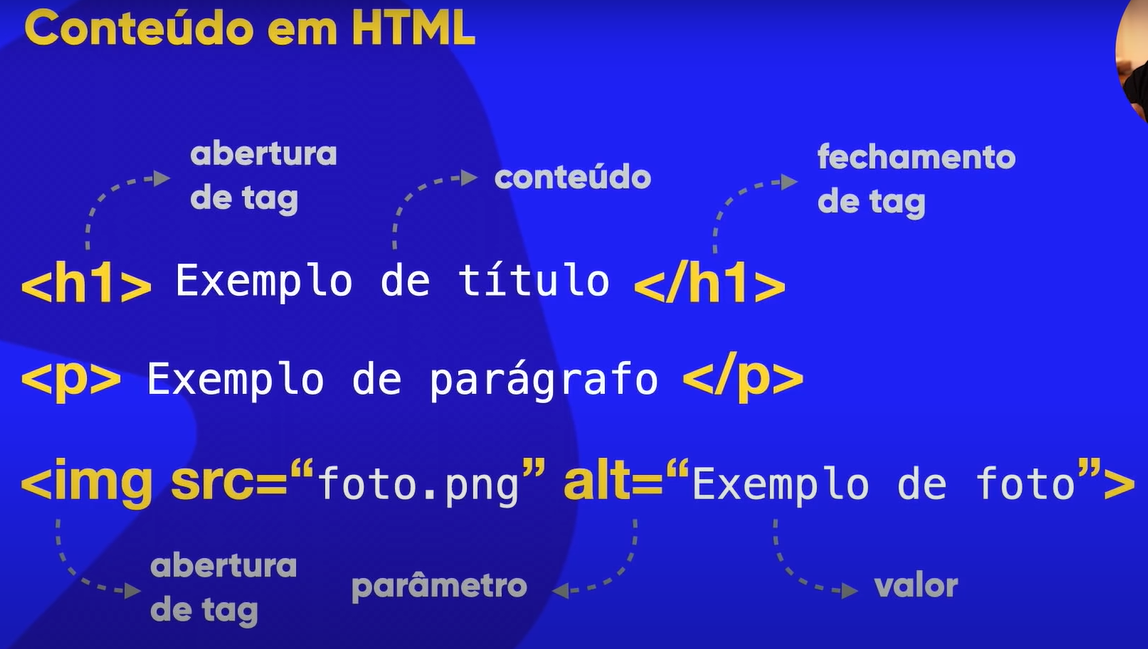 Conteúdo em HTML
abertura
de tag
conteúdo
fechamento
de tag
<h1> Exemplo de título </h1>
<p> Exemplo de parágrafo </p>
<img src=“foto.png” alt=“Exemplo de foto”>
abertura
de tag
parâmetro
valor